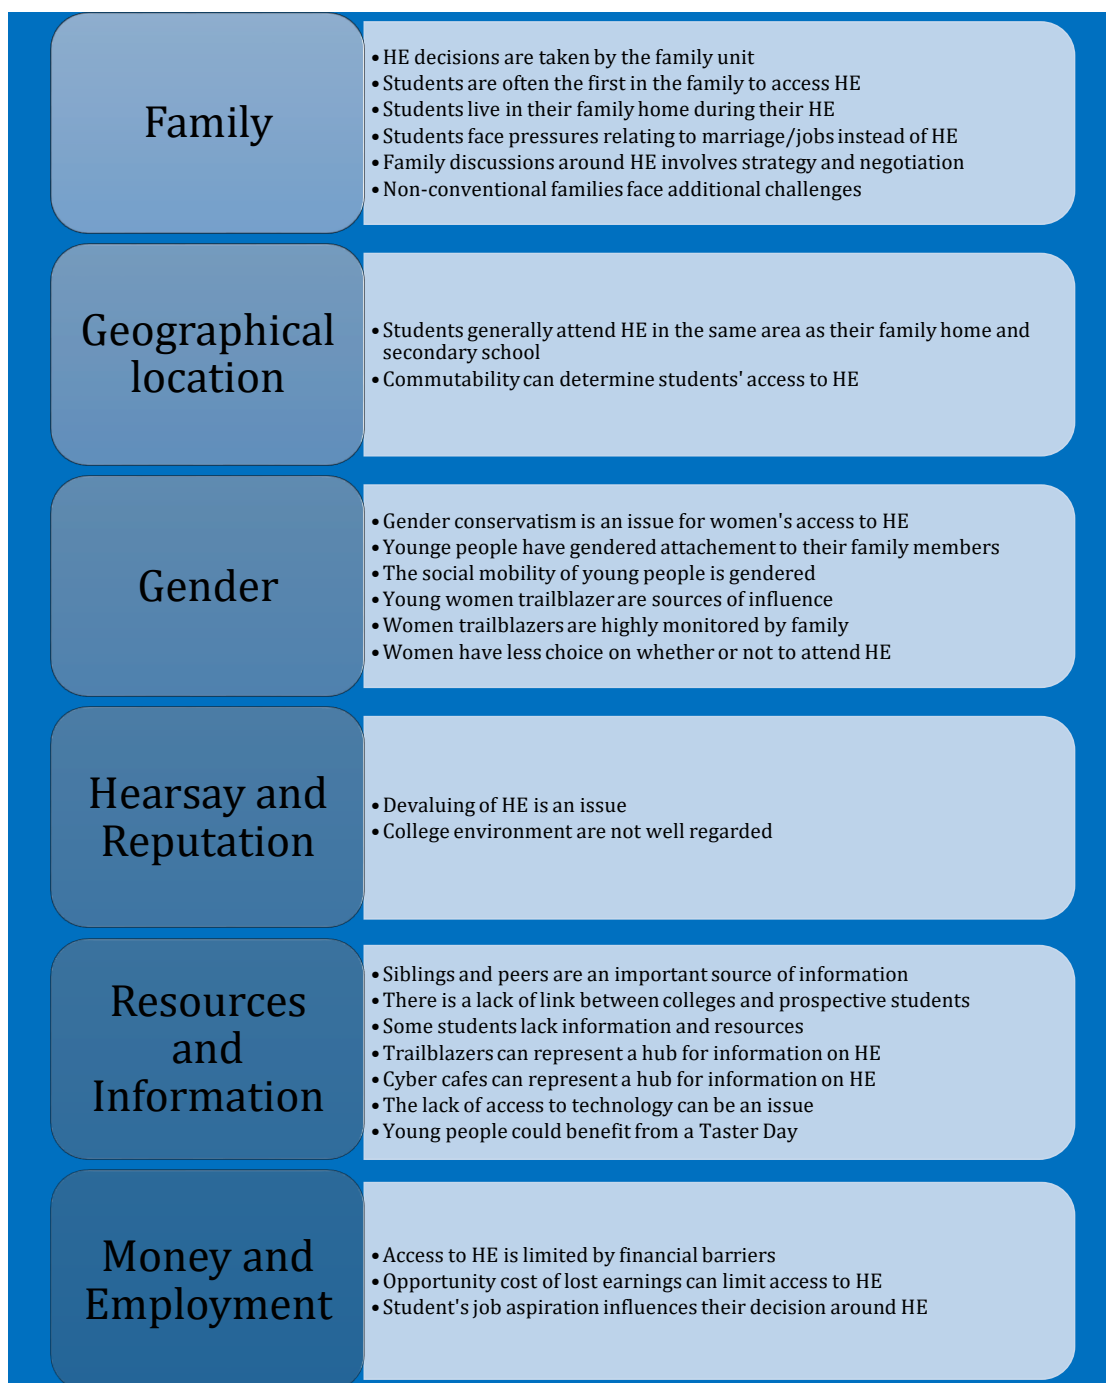 Family
• HE decisions are taken by the family unit
• Students are often the first in the family to access HE
• Students live in their family home during their HE
• Students face pressures relating to marriage/jobs instead of HE
• Family discussions around HE involves strategy and negotiation
• Non-conventional families face additional challenges
Geographical
location
• Students generally attend HE in the same area as their family home and
secondary school
• Commutability can determine students' access to HE
Gender
• Gender conservatism is an issue for women's access to HE
• Younge people have gendered attachement to their family members
• The social mobility of young people is gendered
• Young women trailblazer are sources of influence
• Women trailblazers are highly monitored by family
• Women have less choice on whether or not to attend HE
Hearsay and
Reputation
• Devaluing of HE is an issue
• College environment are not well regarded
Resources
and
Information
• Siblings and peers are an important source of information
• There is a lack of link between colleges and prospective students
• Some students lack information and resources
• Trailblazers can represent a hub for information on HE
• Cyber cafes can represent a hub for information on HE
• The lack of access to technology can be an issue
• Young people could benefit from a Taster Day
Money and
Employment
• Access to HE is limited by financial barriers
• Opportunity cost of lost earnings can limit access to HE
• Student's job aspiration influences their decision around HE